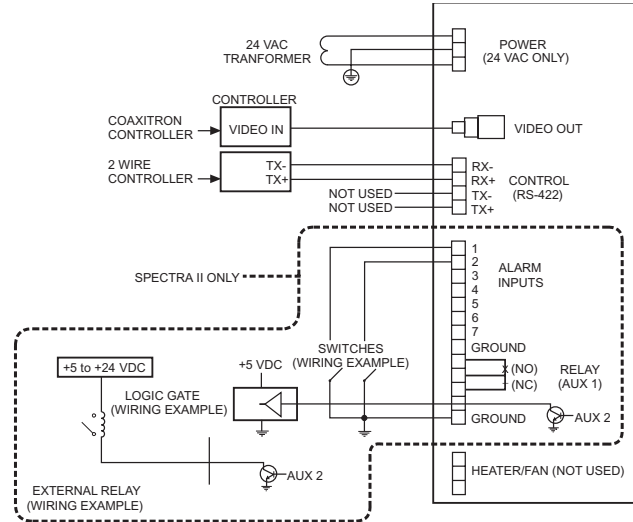 24 VAC
TRANFORMER
POWER
(24 VAC ONLY)
CONTROLLER
COAXITRON
CONTROLLER
VIDEO IN
VIDEO OUT
2 WIRE
CONTROLLER
TX-
TX+
NOT USED
NOT USED
RX-
RX+
TX-
TX+
CONTROL
(RS-422)
SPECTRA II ONLY
1
2
3
4
5
6
7
GROUND
ALARM
INPUTS
SWITCHES
(WIRING EXAMPLE)
(NO)
(NC)
RELAY
(AUX 1)
+5 to +24 VDC
+5 VDC
LOGIC GATE
(WIRING EXAMPLE)
GROUND
AUX 2
AUX 2
EXTERNAL RELAY
(WIRING EXAMPLE)
HEATER/FAN (NOT USED)